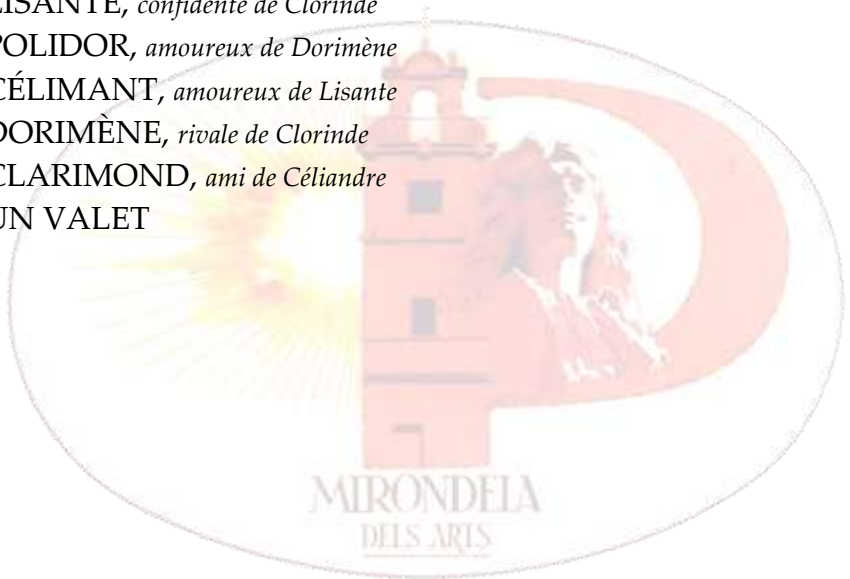 LISANTE, confidente de Clorinde
POLIDOR, amoureux de Dorimène
CÉLIMANT, amoureux de Lisante
DORIMÈNE, rivale de Clorinde
CLARIMOND, ami de Céliandre
UN VALET
MIRONDELA
DELS ARTS